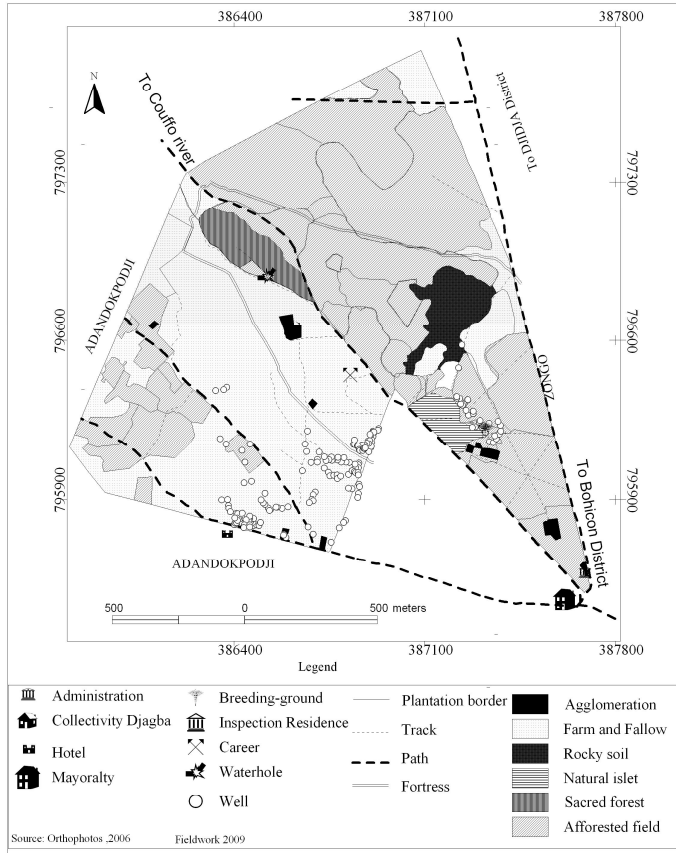 386400 387100 387800
N
To Couffo river
To DJIDJA District
797300 797300
ADANDOKPODJI
796600 796600
ZONGO
795900 795900
To Bohicon District
ADANDOKPODJI
500 0 500 meters
386400 387100 387800
Legend
Administration
Collectivity Djagba
Hotel
Mayoralty
Breeding-ground
Inspection Residence
Career
Waterhole
Well
Plantation border
Track
Path
Fortress
Agglomeration
Farm and Fallow
Rocky soil
Natural islet
Sacred forest
Afforested field
Source: Orthophotos ,2006 Fieldwork 2009